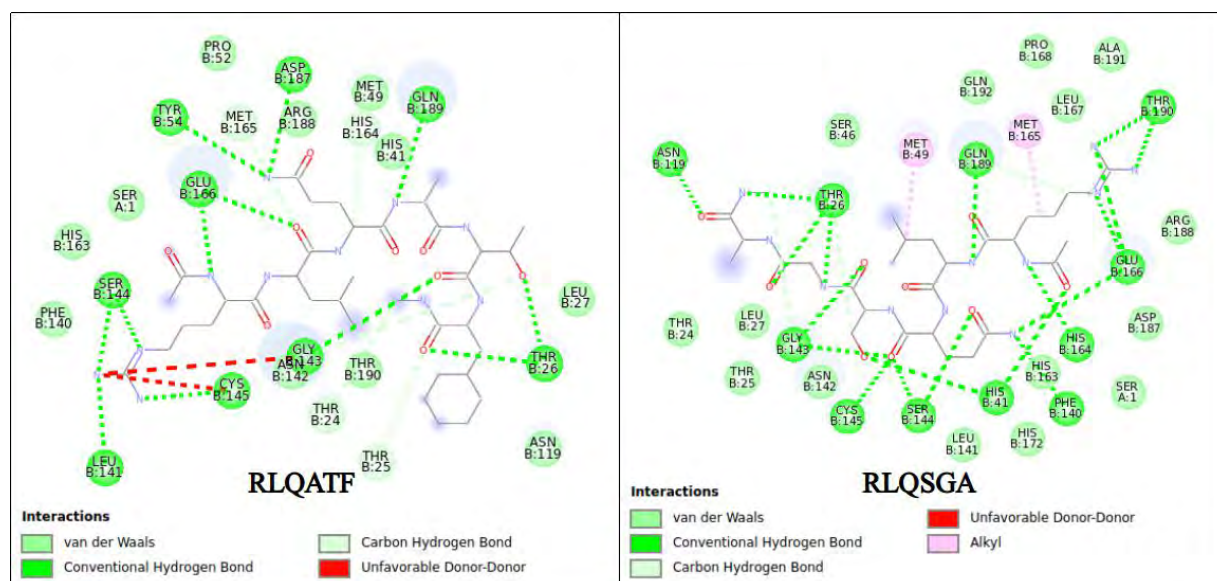 PRO
B:52
ASP
B:187
MET
B:49
GLN
B:189
TYR
B:54
MET
B:165
ARG
B:188
HIS
B:164
HIS
B:41
GLU
B:166
O
N
O
N
SER
A:1
O
N
O
N
O
HIS
B:163
O
N
N
O
O
O
SER
B:144
N
LEU
B:27
PHE
B:140
O
N
N
N
GLY
B:143
ASN
B:142
THR
B:190
O
THR
B:26
N
CYS
B:145
THR
B:24
THR
B:25
ASN
B:119
LEU
B:141
RLQATF
Interactions
van der Waals
Conventional Hydrogen Bond
Carbon Hydrogen Bond
Unfavorable Donor-Donor
PRO
B:168
ALA
B:191
GLN
B:192
LEU
B:167
THR
B:190
SER
B:46
MET
B:165
MET
B:49
ASN
B:119
GLN
B:189
N
N
THR
B:26
N
N
O
O
ARG
B:188
N
O
N
N
O
GLU
B:166
O
N
O
O
O
THR
B:24
LEU
B:27
N
O
N
ASP
B:187
GLY
B:143
O
O
O
HIS
B:164
THR
B:25
ASN
B:142
HIS
B:163
SER
A:1
CYS
B:145
SER
B:144
HIS
B:41
PHE
B:140
LEU
B:141
HIS
B:172
RLQSGA
Interactions
van der Waals
Conventional Hydrogen Bond
Carbon Hydrogen Bond
Unfavorable Donor-Donor
Alkyl